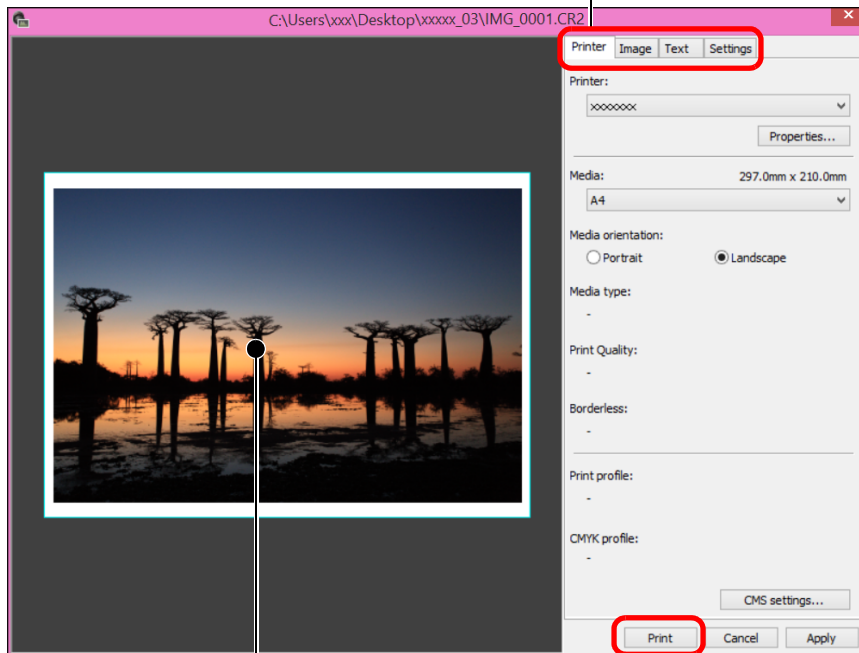 C:\Users\xxx\Desktop\xxxxx_03\IMG_0001.CR2
Printer Image Text Settings
Printer:
xxxxxxx
Properties...
Media: 297.0mm x 210.0mm
A4
Media orientation:
Portrait Landscape
Media type:
-
Print Quality:
-
Borderless:
-
Print profile:
-
CMYK profile:
-
CMS settings...
Print Cancel Apply